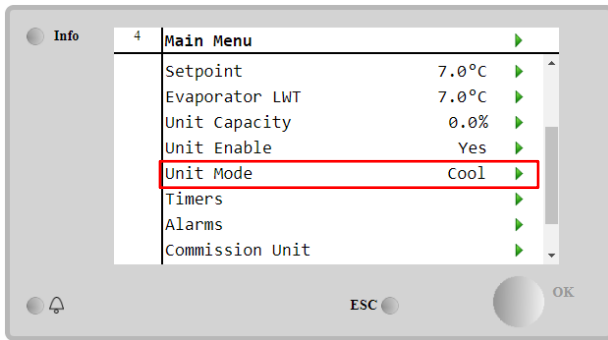 Info
4 Main Menu
Setpoint 7.0°C
Evaporator LWT 7.0°C
Unit Capacity 0.0%
Unit Enable Yes
Unit Mode Cool
Timers
Alarms
Commission Unit
ESC
OK